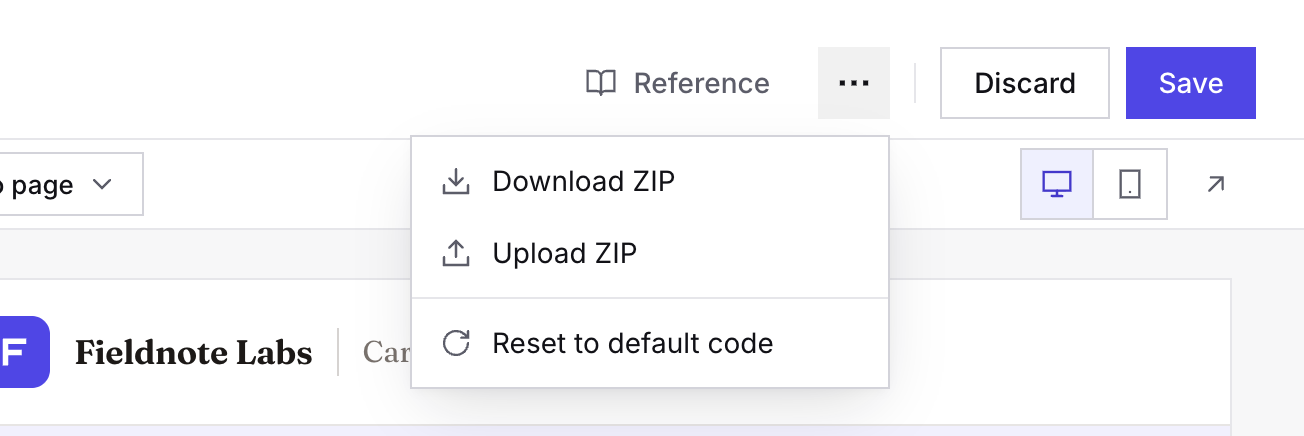 Reference
Discard
Save
page
Download ZIP
Upload ZIP
Reset to default code
F
Fieldnote Labs